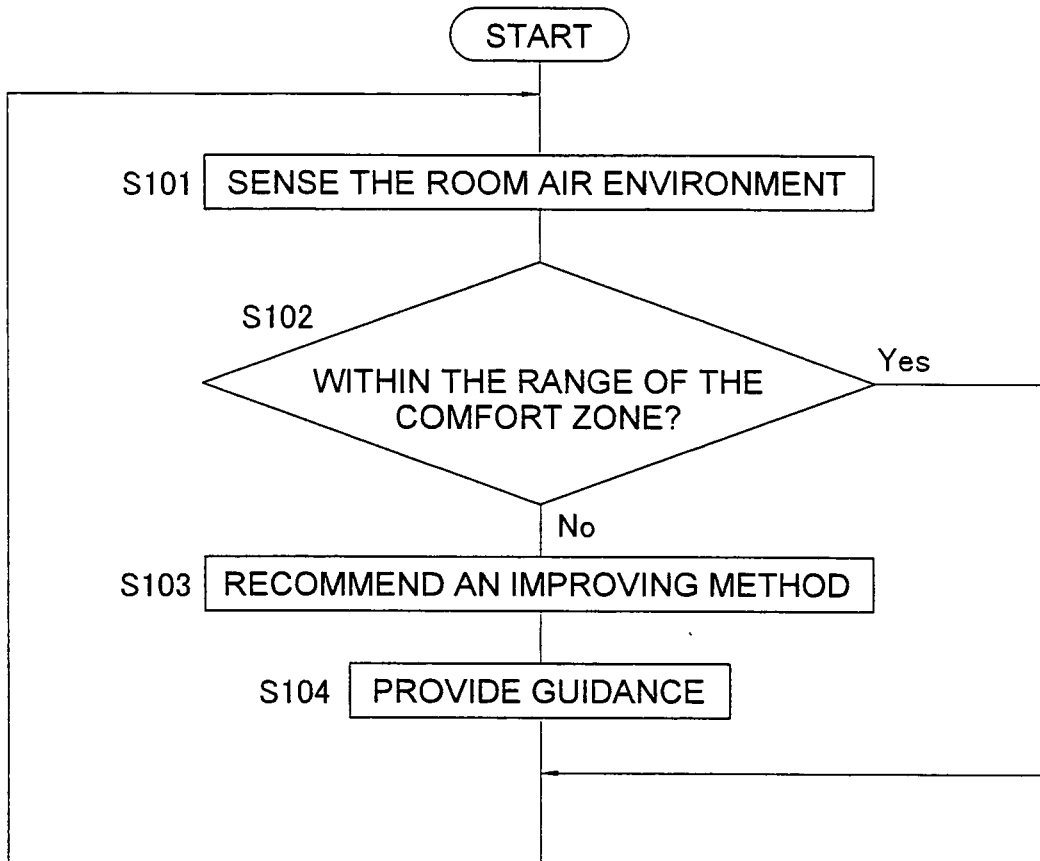 START
S101 SENSE THE ROOM AIR ENVIRONMENT
S102
Yes
WITHIN THE RANGE OF THE
COMFORT ZONE?
No
S103 RECOMMEND AN IMPROVING METHOD
S104 PROVIDE GUIDANCE